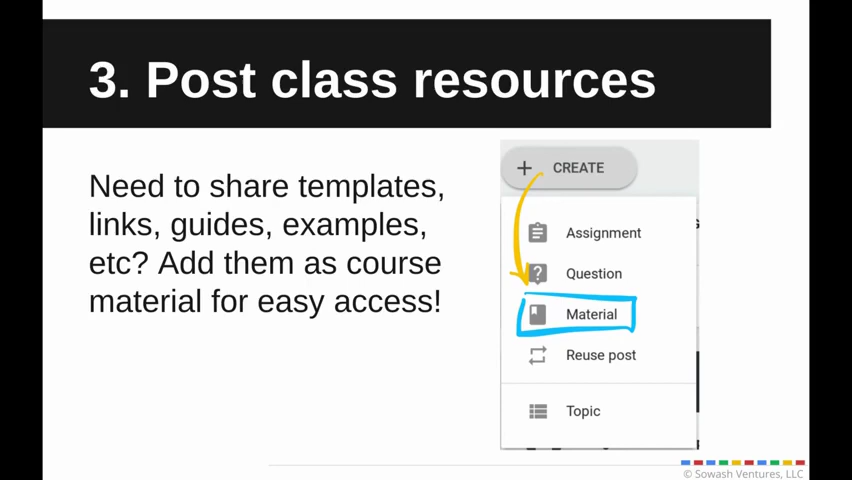 3. Post class resources
Need to share templates,
links, guides, examples,
etc? Add them as course
material for easy access!
+ CREATE
Assignment
Question
Material
Reuse post
Topic
© Sowash Ventures, LLC